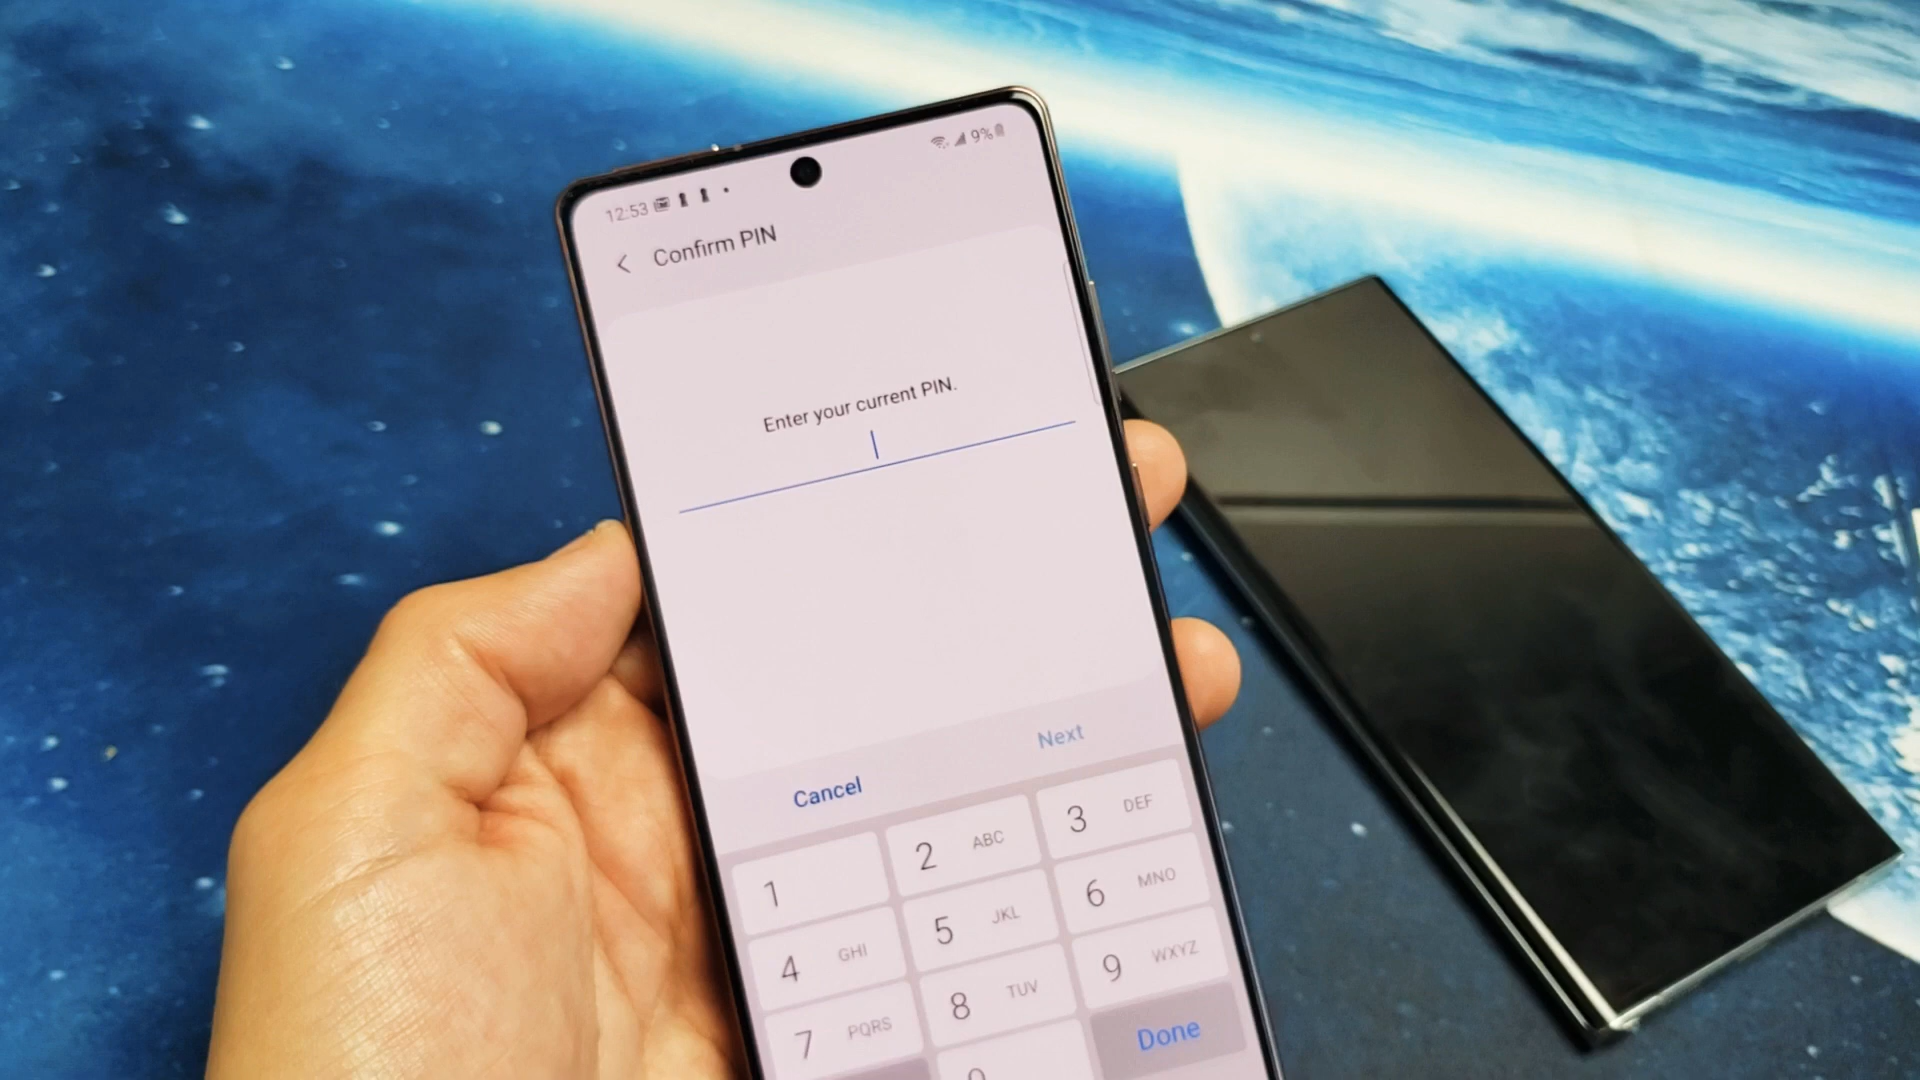 12:53
9%
Confirm PIN
Enter your current PIN.
Cancel
Next
1
2 ABC
3 DEF
4 GHI
5 JKL
6 MNO
7 PQRS
8 TUV
9 WXYZ
0
Done